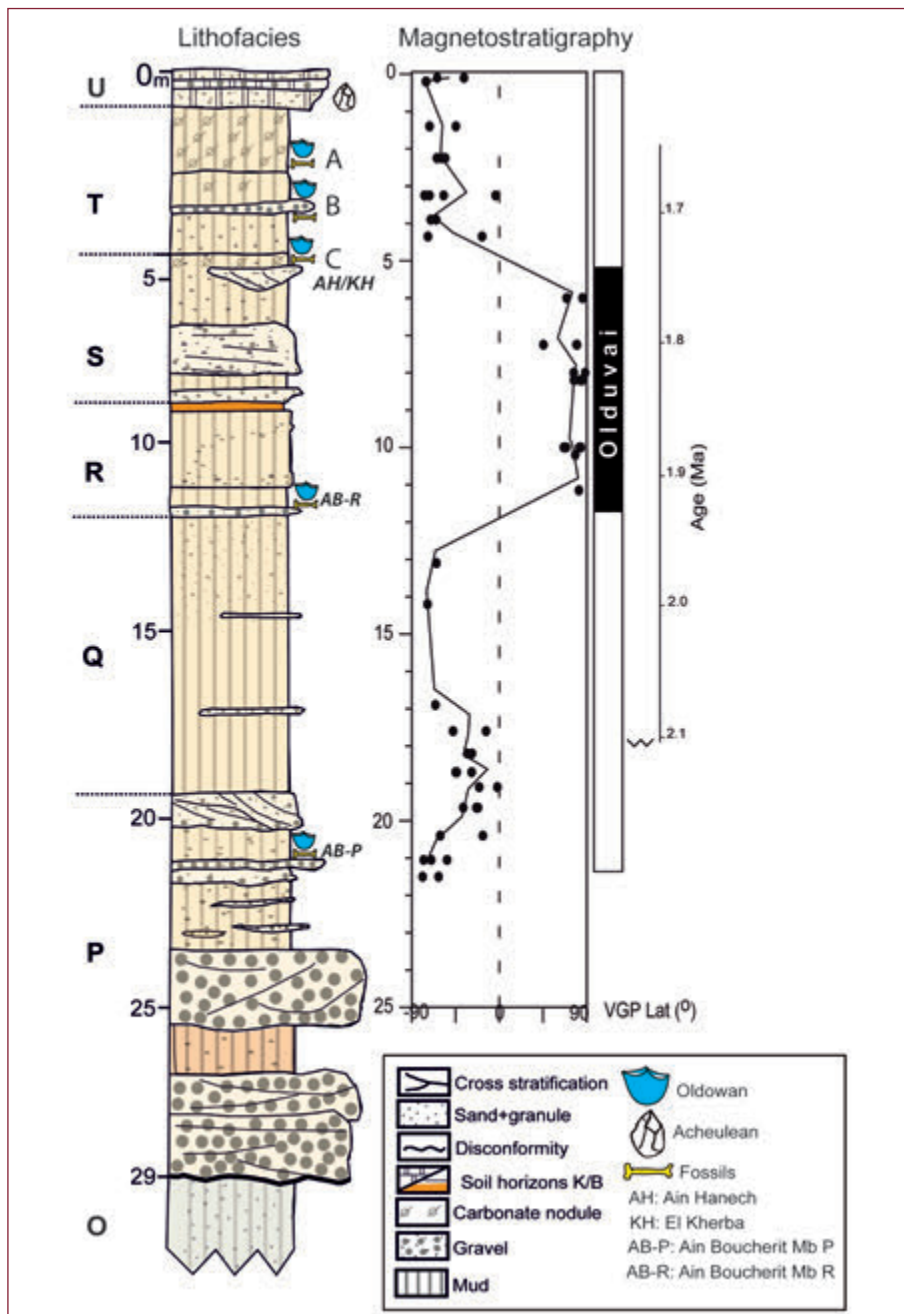 Lithofacies
Magnetostratigraphy
0m
U
A
B
T
C
5
AH/KH
S
10
R
AB-R
15
Q
20
AB-P
P
25
29
O
0
5
10
15
20
25
-90
0
90
VGP Lat (⁰)
Olduvai
1.7
1.8
1.9
2.0
2.1
Age (Ma)
Cross stratification
Sand+granule
Disconformity
Soil horizons K/B
Carbonate nodule
Gravel
Mud
Oldowan
Acheulean
Fossils
AH: Ain Hanech
KH: El Kherba
AB-P: Ain Boucherit Mb P
AB-R: Ain Boucherit Mb R